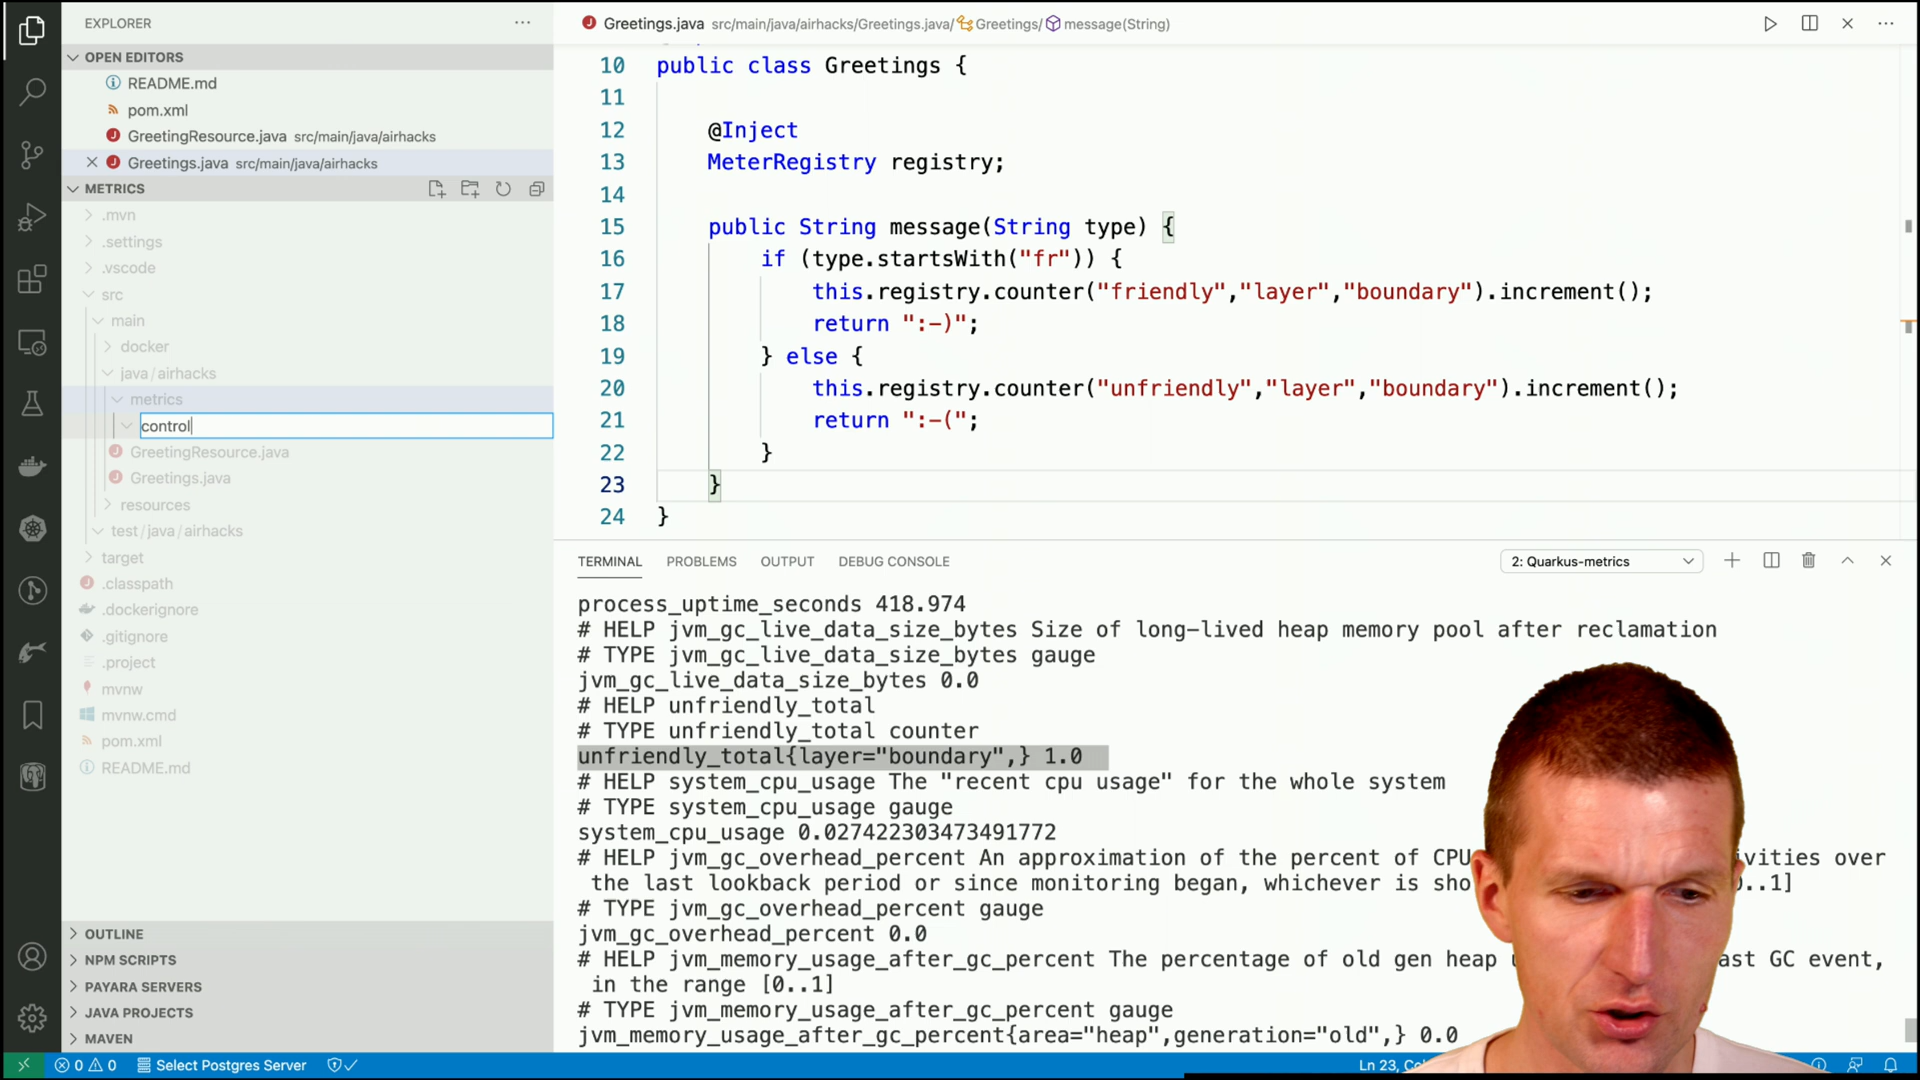 EXPLORER
OPEN EDITORS
README.md
pom.xml
GreetingResource.java src/main/java/airhacks
Greetings.java src/main/java/airhacks
METRICS
.mvn
.settings
.vscode
src
main
docker
java/airhacks
metrics
control
GreetingResource.java
Greetings.java
resources
test/java/airhacks
target
.classpath
.dockerignore
.gitignore
.project
mvnw
mvnw.cmd
pom.xml
README.md
OUTLINE
NPM SCRIPTS
PAYARA SERVERS
JAVA PROJECTS
MAVEN
Greetings.java src/main/java/airhacks/Greetings.java/ Greetings/ message(String)
10 public class Greetings {
11
12 @Inject
13 MeterRegistry registry;
14
15 public String message(String type) {
16 if (type.startsWith("fr")) {
17 this.registry.counter("friendly","layer","boundary").increment();
18 return ":-)";
19 } else {
20 this.registry.counter("unfriendly","layer","boundary").increment();
21 return ":-(";
22 }
23 }
24 }
TERMINAL PROBLEMS OUTPUT DEBUG CONSOLE 2: Quarkus-metrics
process_uptime_seconds 418.974
# HELP jvm_gc_live_data_size_bytes Size of long-lived heap memory pool after reclamation
# TYPE jvm_gc_live_data_size_bytes gauge
jvm_gc_live_data_size_bytes 0.0
# HELP unfriendly_total
# TYPE unfriendly_total counter
unfriendly_total{layer="boundary",} 1.0
# HELP system_cpu_usage The "recent cpu usage" for the whole system
# TYPE system_cpu_usage gauge
system_cpu_usage 0.027422303473491772
# HELP jvm_gc_overhead_percent An approximation of the percent of CPU ivities over
the last lookback period or since monitoring began, whichever is sho 0..1]
# TYPE jvm_gc_overhead_percent gauge
jvm_gc_overhead_percent 0.0
# HELP jvm_memory_usage_after_gc_percent The percentage of old gen heap ast GC event,
in the range [0..1]
# TYPE jvm_memory_usage_after_gc_percent gauge
jvm_memory_usage_after_gc_percent{area="heap",generation="old",} 0.0
0 0 Select Postgres Server Ln 23,